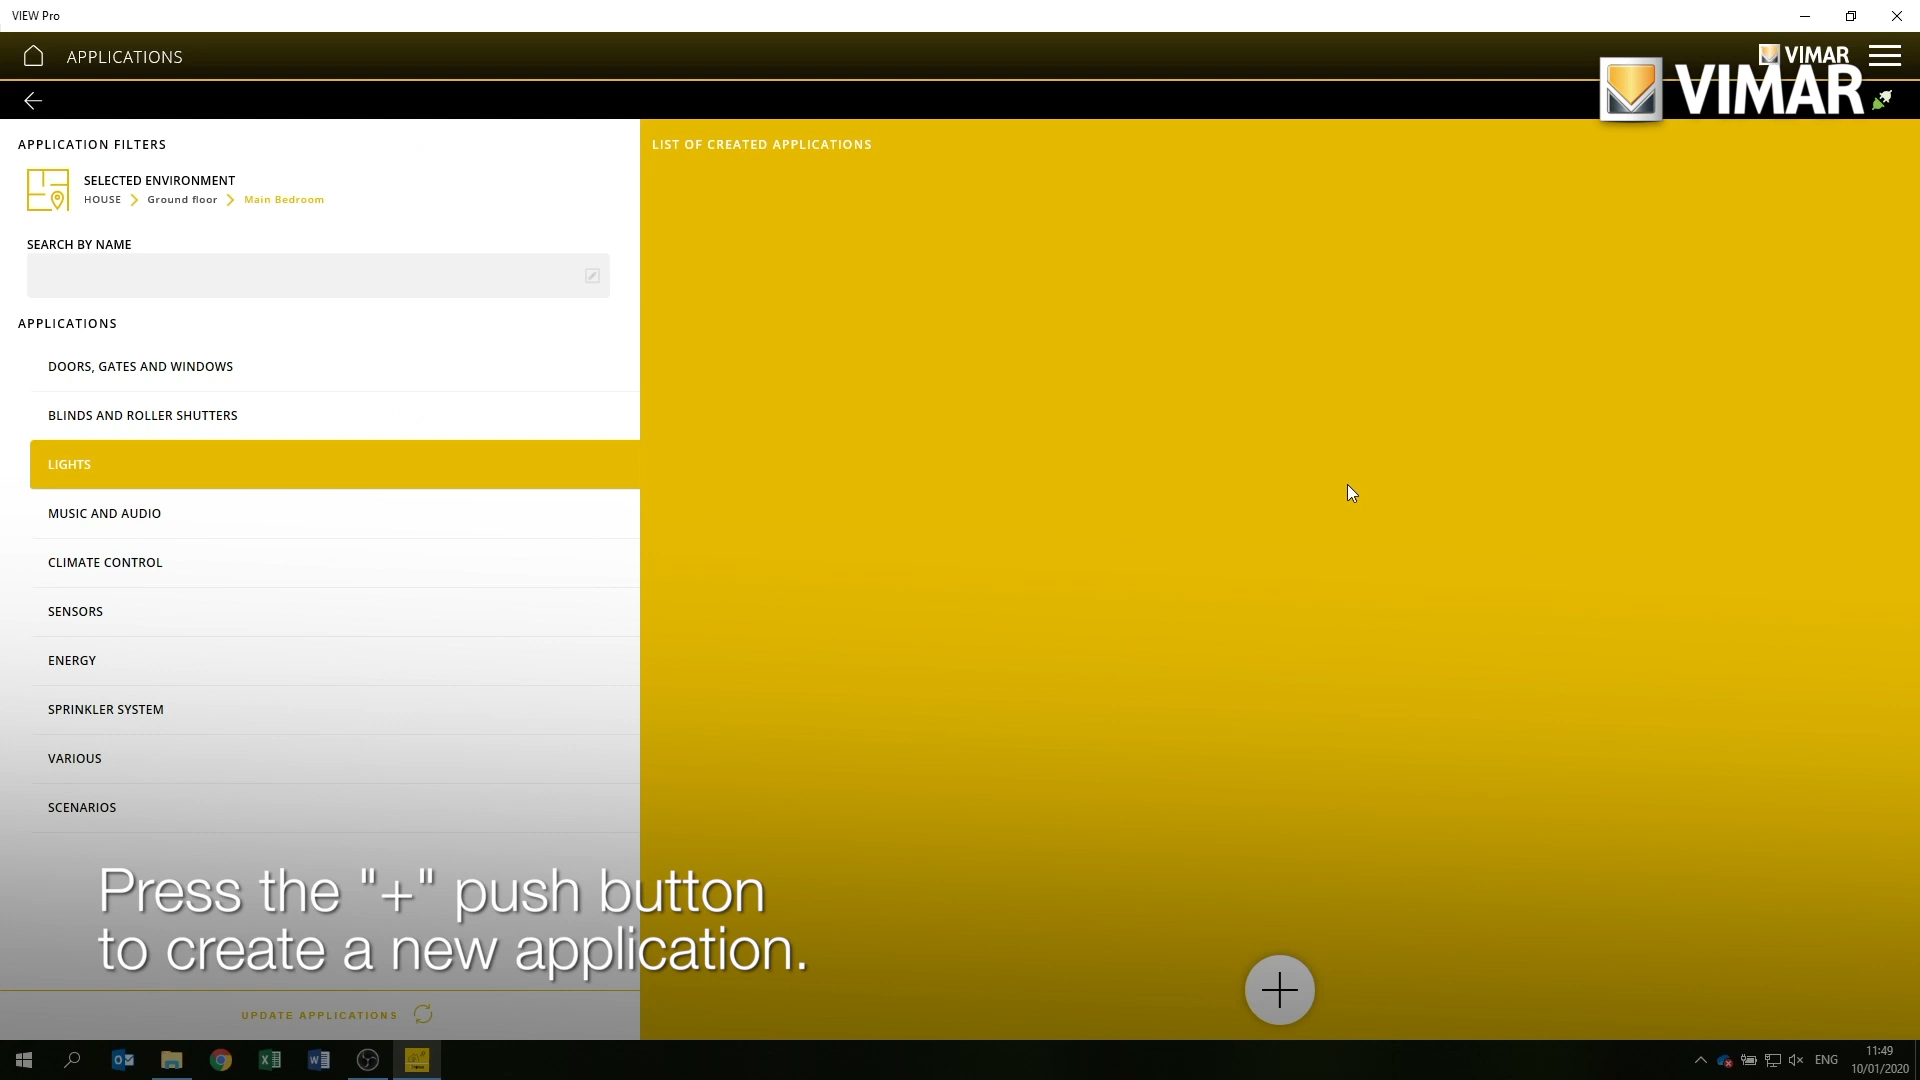 VIEW Pro
APPLICATIONS
VIMAR
VIMAR
APPLICATION FILTERS
LIST OF CREATED APPLICATIONS
SELECTED ENVIRONMENT
HOUSE Ground floor Main Bedroom
SEARCH BY NAME
APPLICATIONS
DOORS, GATES AND WINDOWS
BLINDS AND ROLLER SHUTTERS
LIGHTS
MUSIC AND AUDIO
CLIMATE CONTROL
SENSORS
ENERGY
SPRINKLER SYSTEM
VARIOUS
SCENARIOS
Press the "+" push button
to create a new application.
UPDATE APPLICATIONS
ENG
11:49
10/01/2020